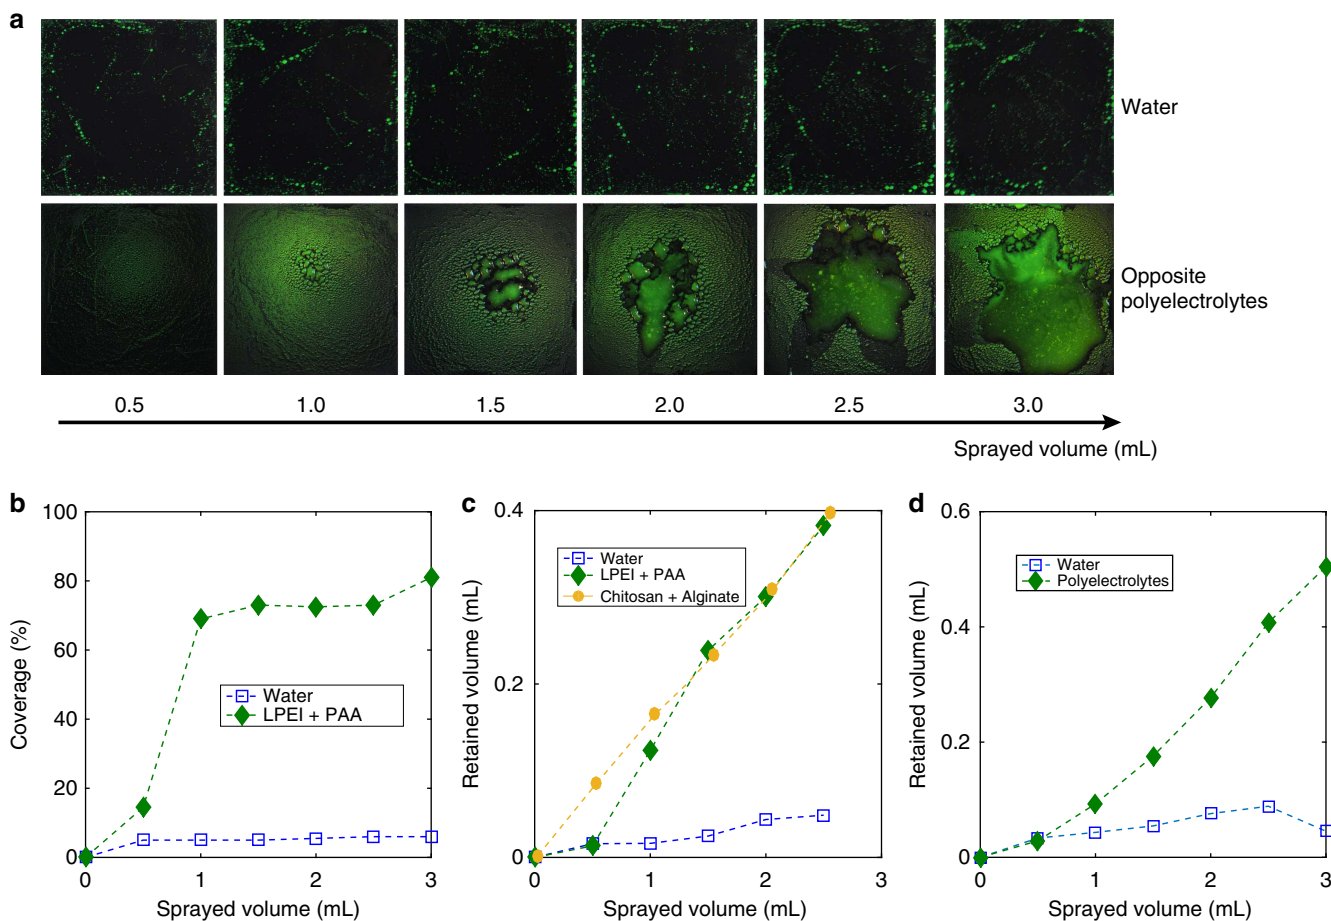 a
Water
Opposite
polyelectrolytes
0.5 1.0 1.5 2.0 2.5 3.0
Sprayed volume (mL)
b
100
80
60
40
20
0
Coverage (%)
Water
LPEI + PAA
0 1 2 3
Sprayed volume (mL)
c
0.4
0.2
0
Retained volume (mL)
Water
LPEI + PAA
Chitosan + Alginate
0 1 2 3
Sprayed volume (mL)
d
0.6
0.4
0.2
0
Retained volume (mL)
Water
Polyelectrolytes
0 1 2 3
Sprayed volume (mL)